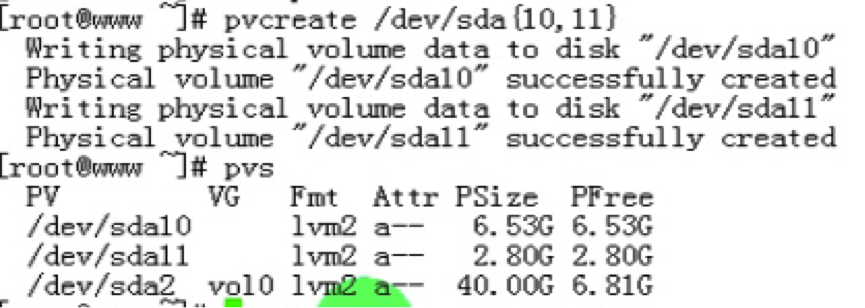 [root@www ~]# pvcreate /dev/sda{10,11}
  Writing physical volume data to disk "/dev/sda10"
  Physical volume "/dev/sda10" successfully created
  Writing physical volume data to disk "/dev/sda11"
  Physical volume "/dev/sda11" successfully created
[root@www ~]# pvs
  PV         VG   Fmt  Attr PSize  PFree
  /dev/sda10      lvm2 a--   6.53G 6.53G
  /dev/sda11      lvm2 a--   2.80G 2.80G
  /dev/sda2  vol0 lvm2 a--  40.00G 6.81G